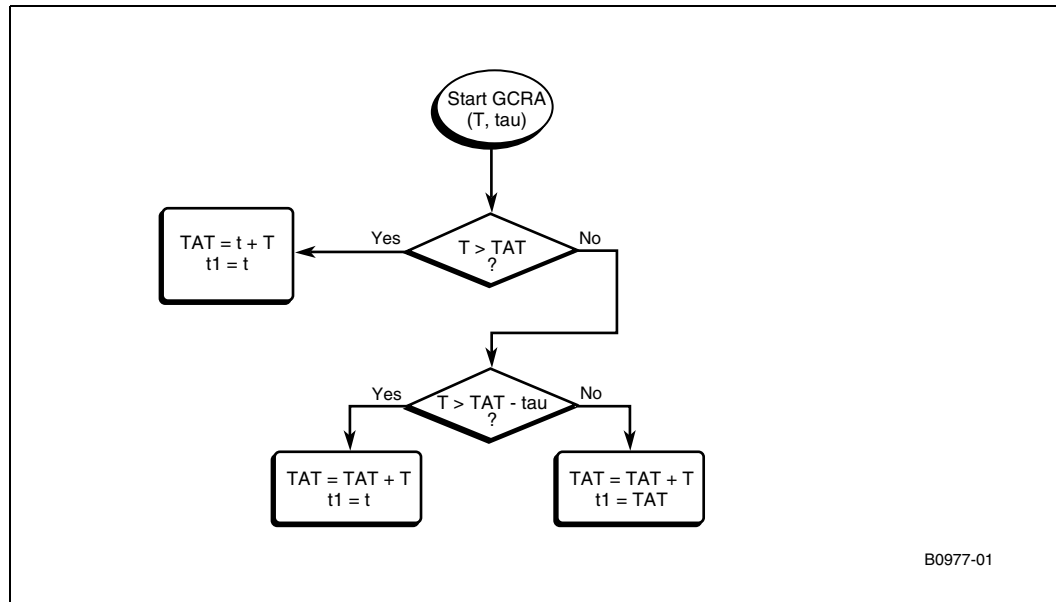 Start GCRA
(T, tau)
Yes
T > TAT
?
No
TAT = t + T
t1 = t
Yes
T > TAT - tau
?
No
TAT = TAT + T
t1 = t
TAT = TAT + T
t1 = TAT
B0977-01